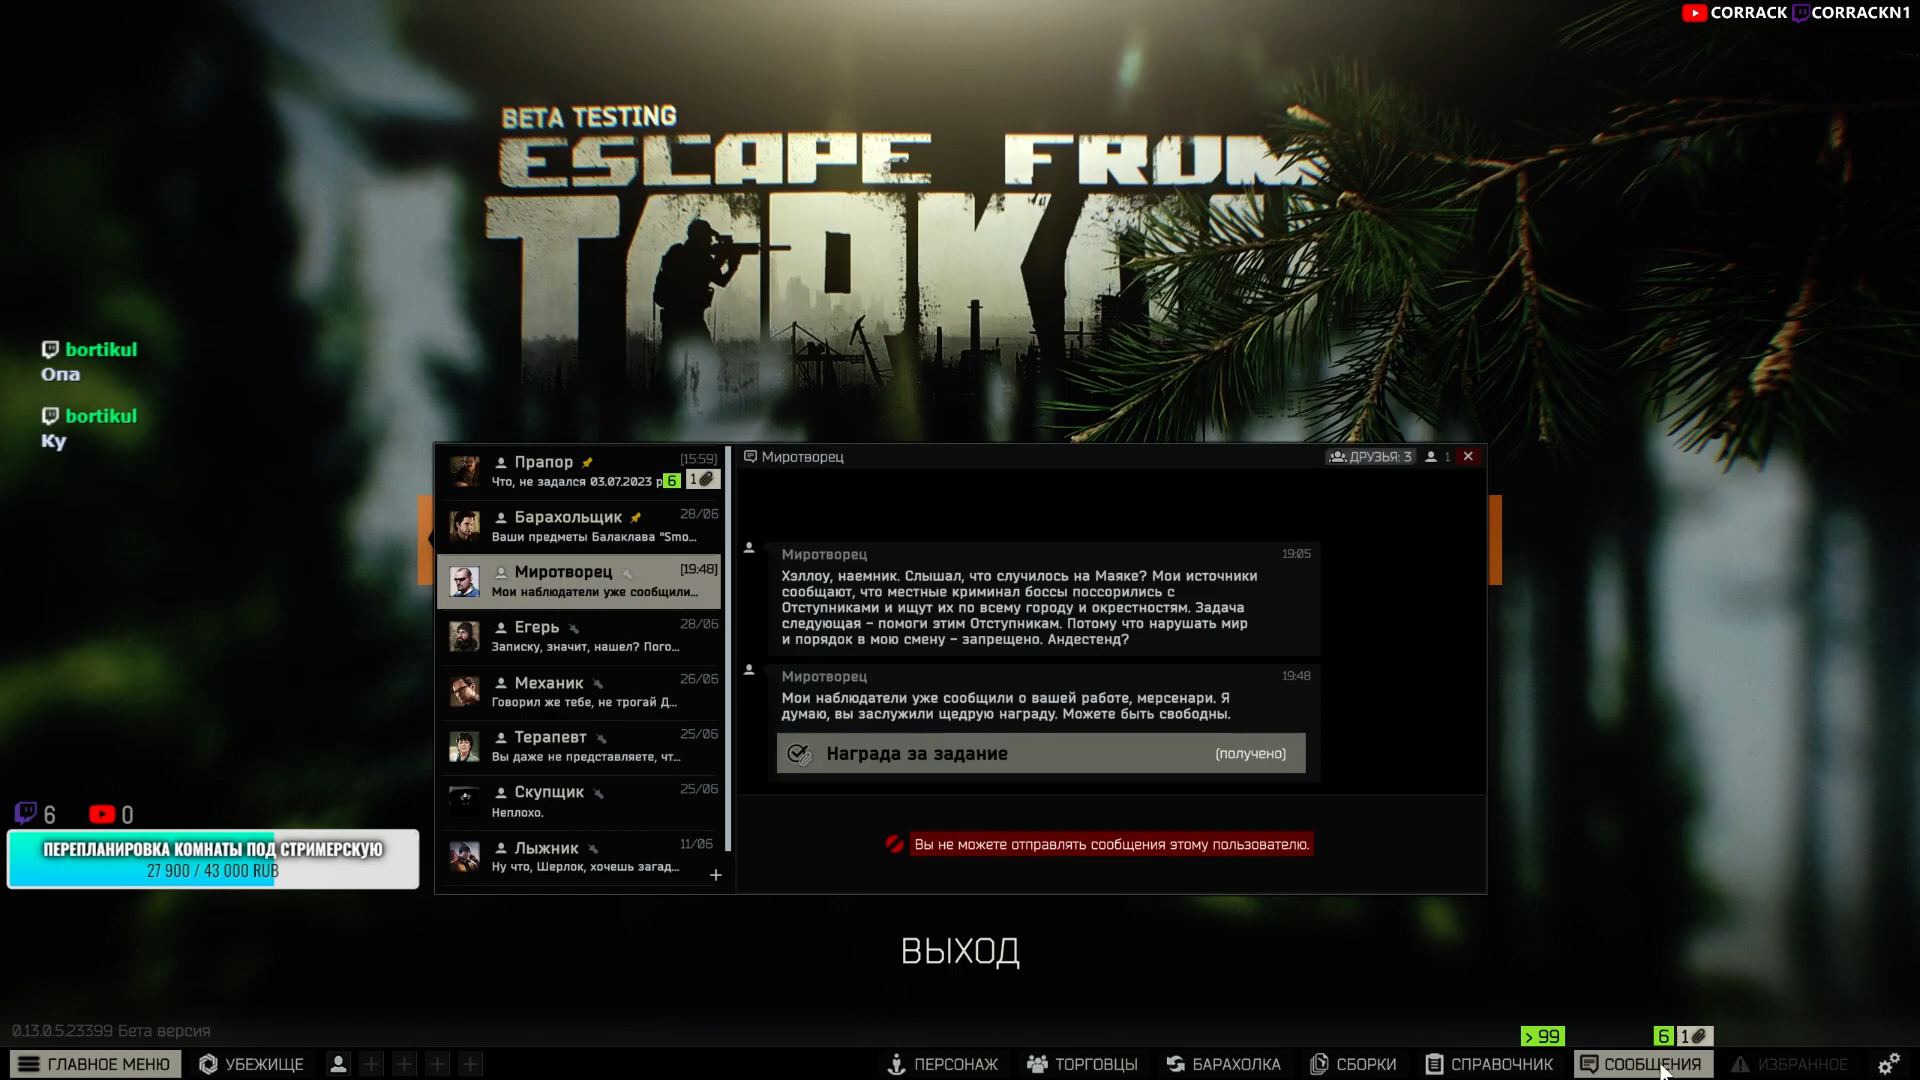 CORRACK CORRACKN1
BETA TESTING
ESCAPE FROM
TARKOV
bortikul
Опа
bortikul
Ку
Прапор [15:59]
Что, не задался 03.07.2023 р 6 1
Барахольщик 28/06
Ваши предметы Балаклава "Smo...
Миротворец [19:48]
Мои наблюдатели уже сообщили...
Егерь 28/06
Записку, значит, нашел? Пого...
Механик 26/06
Говорил же тебе, не трогай Д...
Терапевт 25/06
Вы даже не представляете, чт...
Скупщик 25/06
Неплохо.
Лыжник 11/06
Ну что, Шерлок, хочешь загад...
+
Миротворец ДРУЗЬЯ: 3 1
Миротворец 19:05
Хэллоу, наемник. Слышал, что случилось на Маяке? Мои источники
сообщают, что местные криминал боссы поссорились с
Отступниками и ищут их по всему городу и окрестностям. Задача
следующая - помоги этим Отступникам. Потому что нарушать мир
и порядок в мою смену - запрещено. Андестенд?
Миротворец 19:48
Мои наблюдатели уже сообщили о вашей работе, мерсенари. Я
думаю, вы заслужили щедрую награду. Можете быть свободны.
Награда за задание (получено)
Вы не можете отправлять сообщения этому пользователю.
6 0
ПЕРЕПЛАНИРОВКА КОМНАТЫ ПОД СТРИМЕРСКУЮ
27 900 / 43 000 RUB
ВЫХОД
0.13.0.5.23399 Бета версия
> 99 6 1
ГЛАВНОЕ МЕНЮ УБЕЖИЩЕ + + + + ПЕРСОНАЖ ТОРГОВЦЫ БАРАХОЛКА СБОРКИ СПРАВОЧНИК СООБЩЕНИЯ ИЗБРАННОЕ